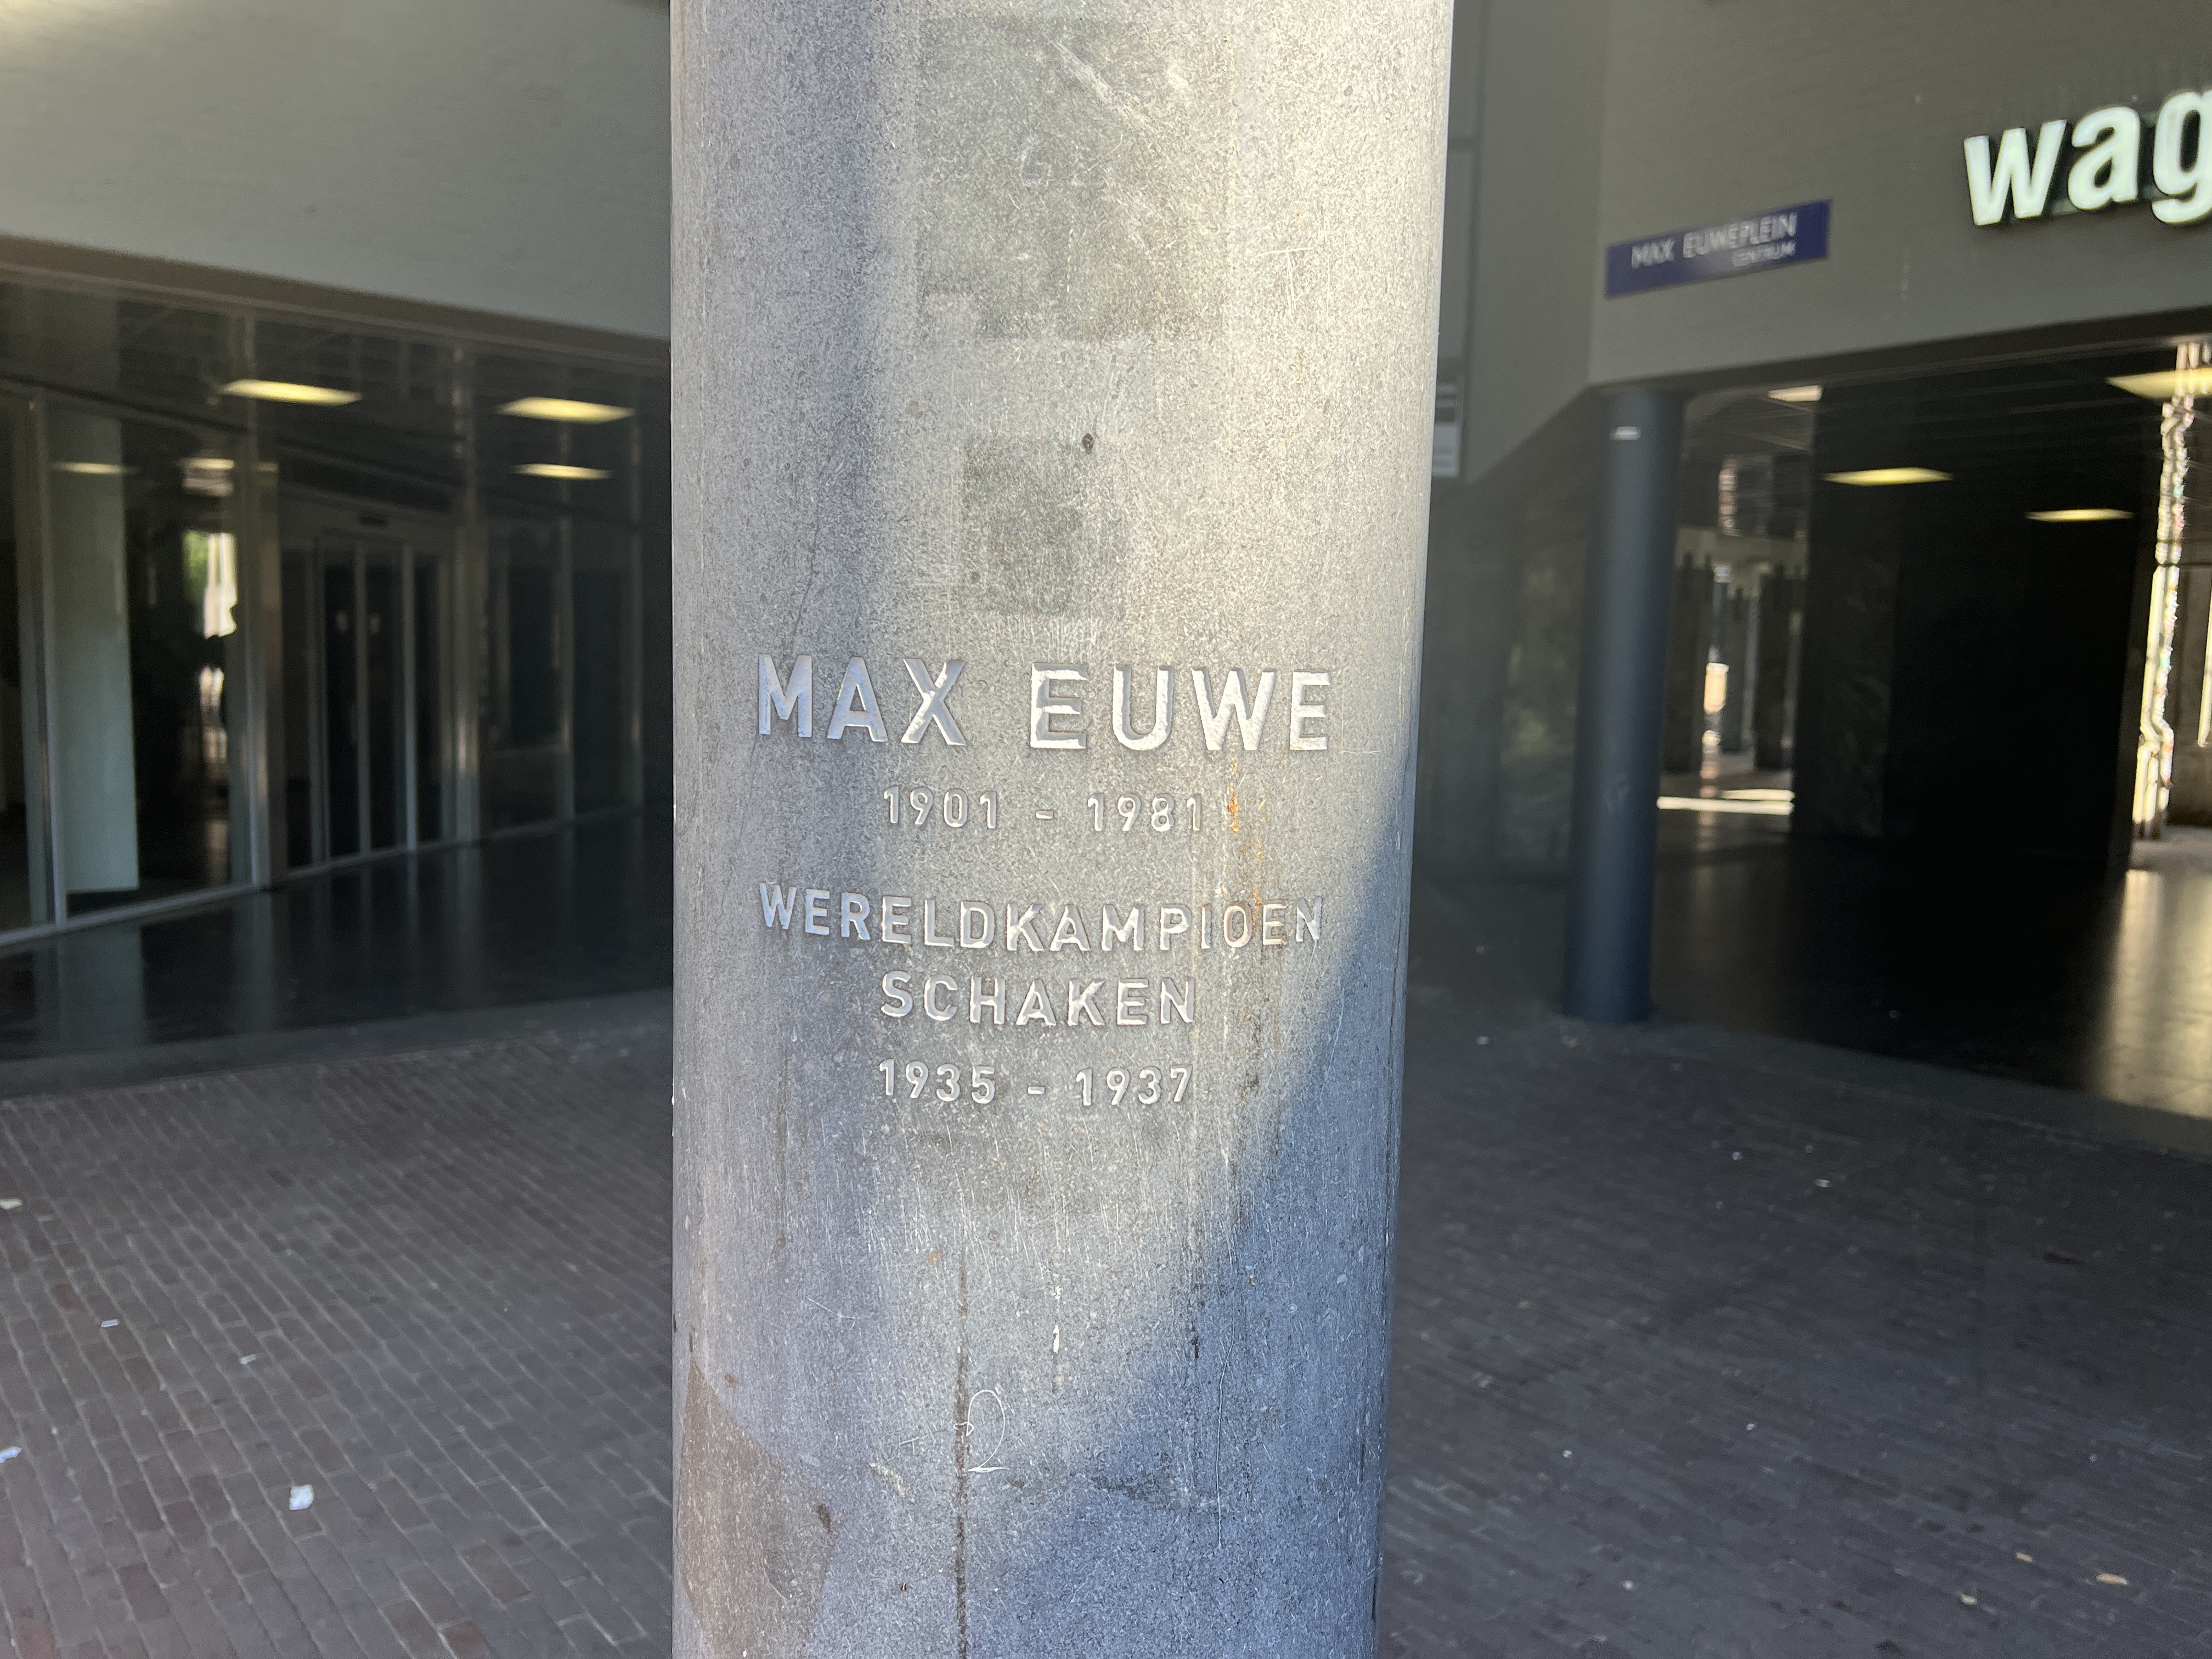 wag
MAX EUWEPLEIN
CENTRUM
MAX EUWE
1901 - 1981
WERELDKAMPIOEN
SCHAKEN
1935 - 1937